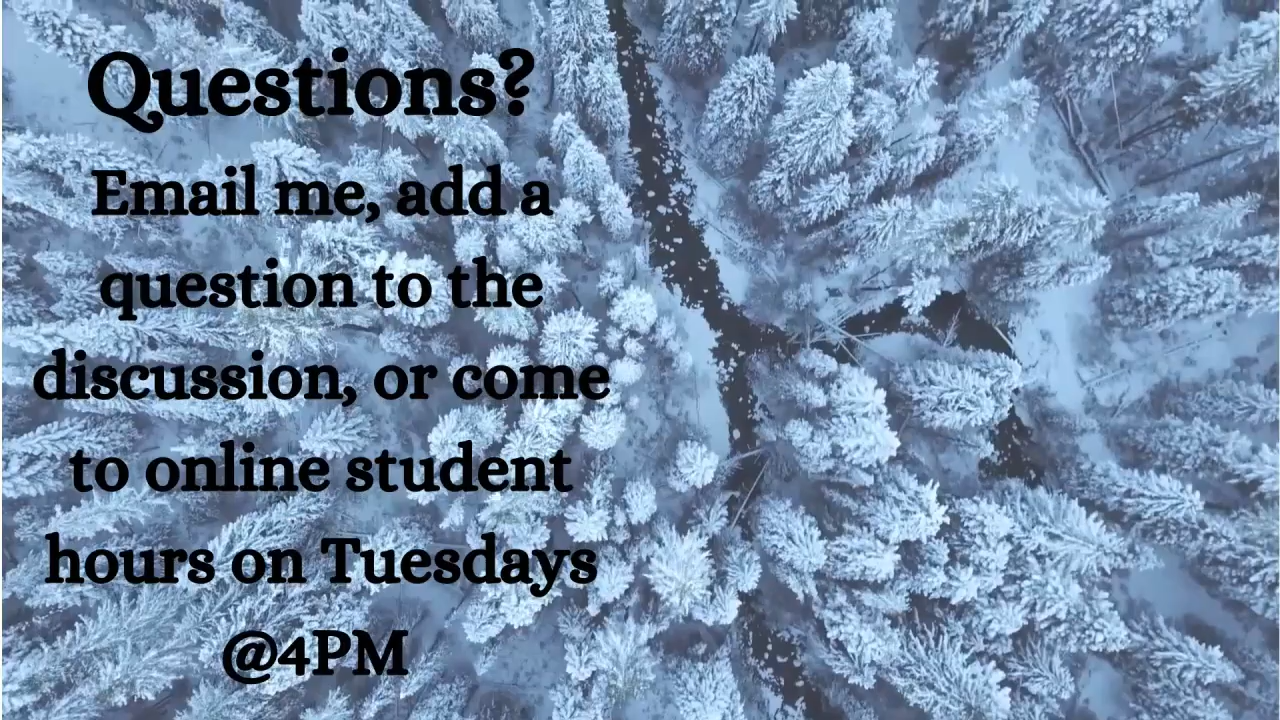 Questions?
Email me, add a
question to the
discussion, or come
to online student
hours on Tuesdays
@4PM